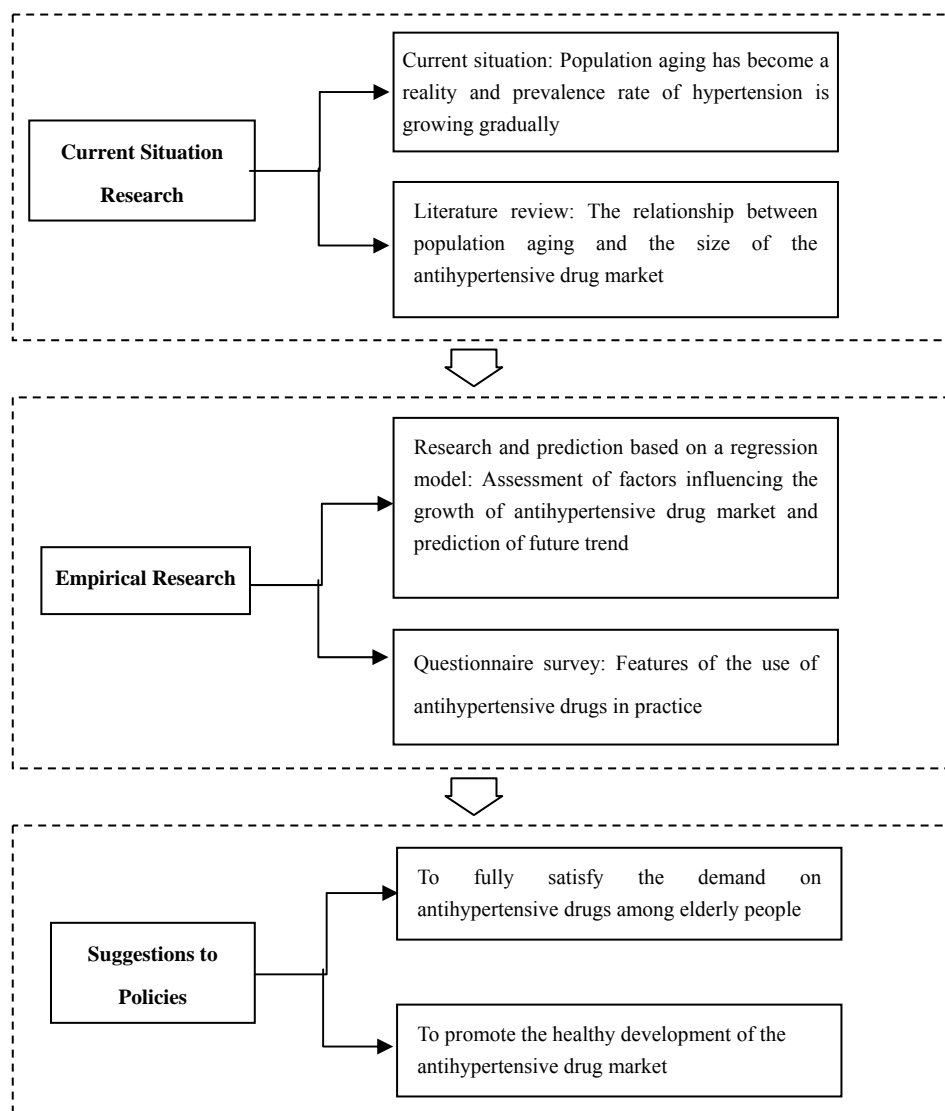 Current situation: Population aging has become a
reality and prevalence rate of hypertension is
growing gradually
Current Situation
Research
Literature review: The relationship between
population aging and the size of the
antihypertensive drug market
Research and prediction based on a regression
model: Assessment of factors influencing the
growth of antihypertensive drug market and
prediction of future trend
Empirical Research
Questionnaire survey: Features of the use of
antihypertensive drugs in practice
To fully satisfy the demand on
antihypertensive drugs among elderly people
Suggestions to
Policies
To promote the healthy development of the
antihypertensive drug market